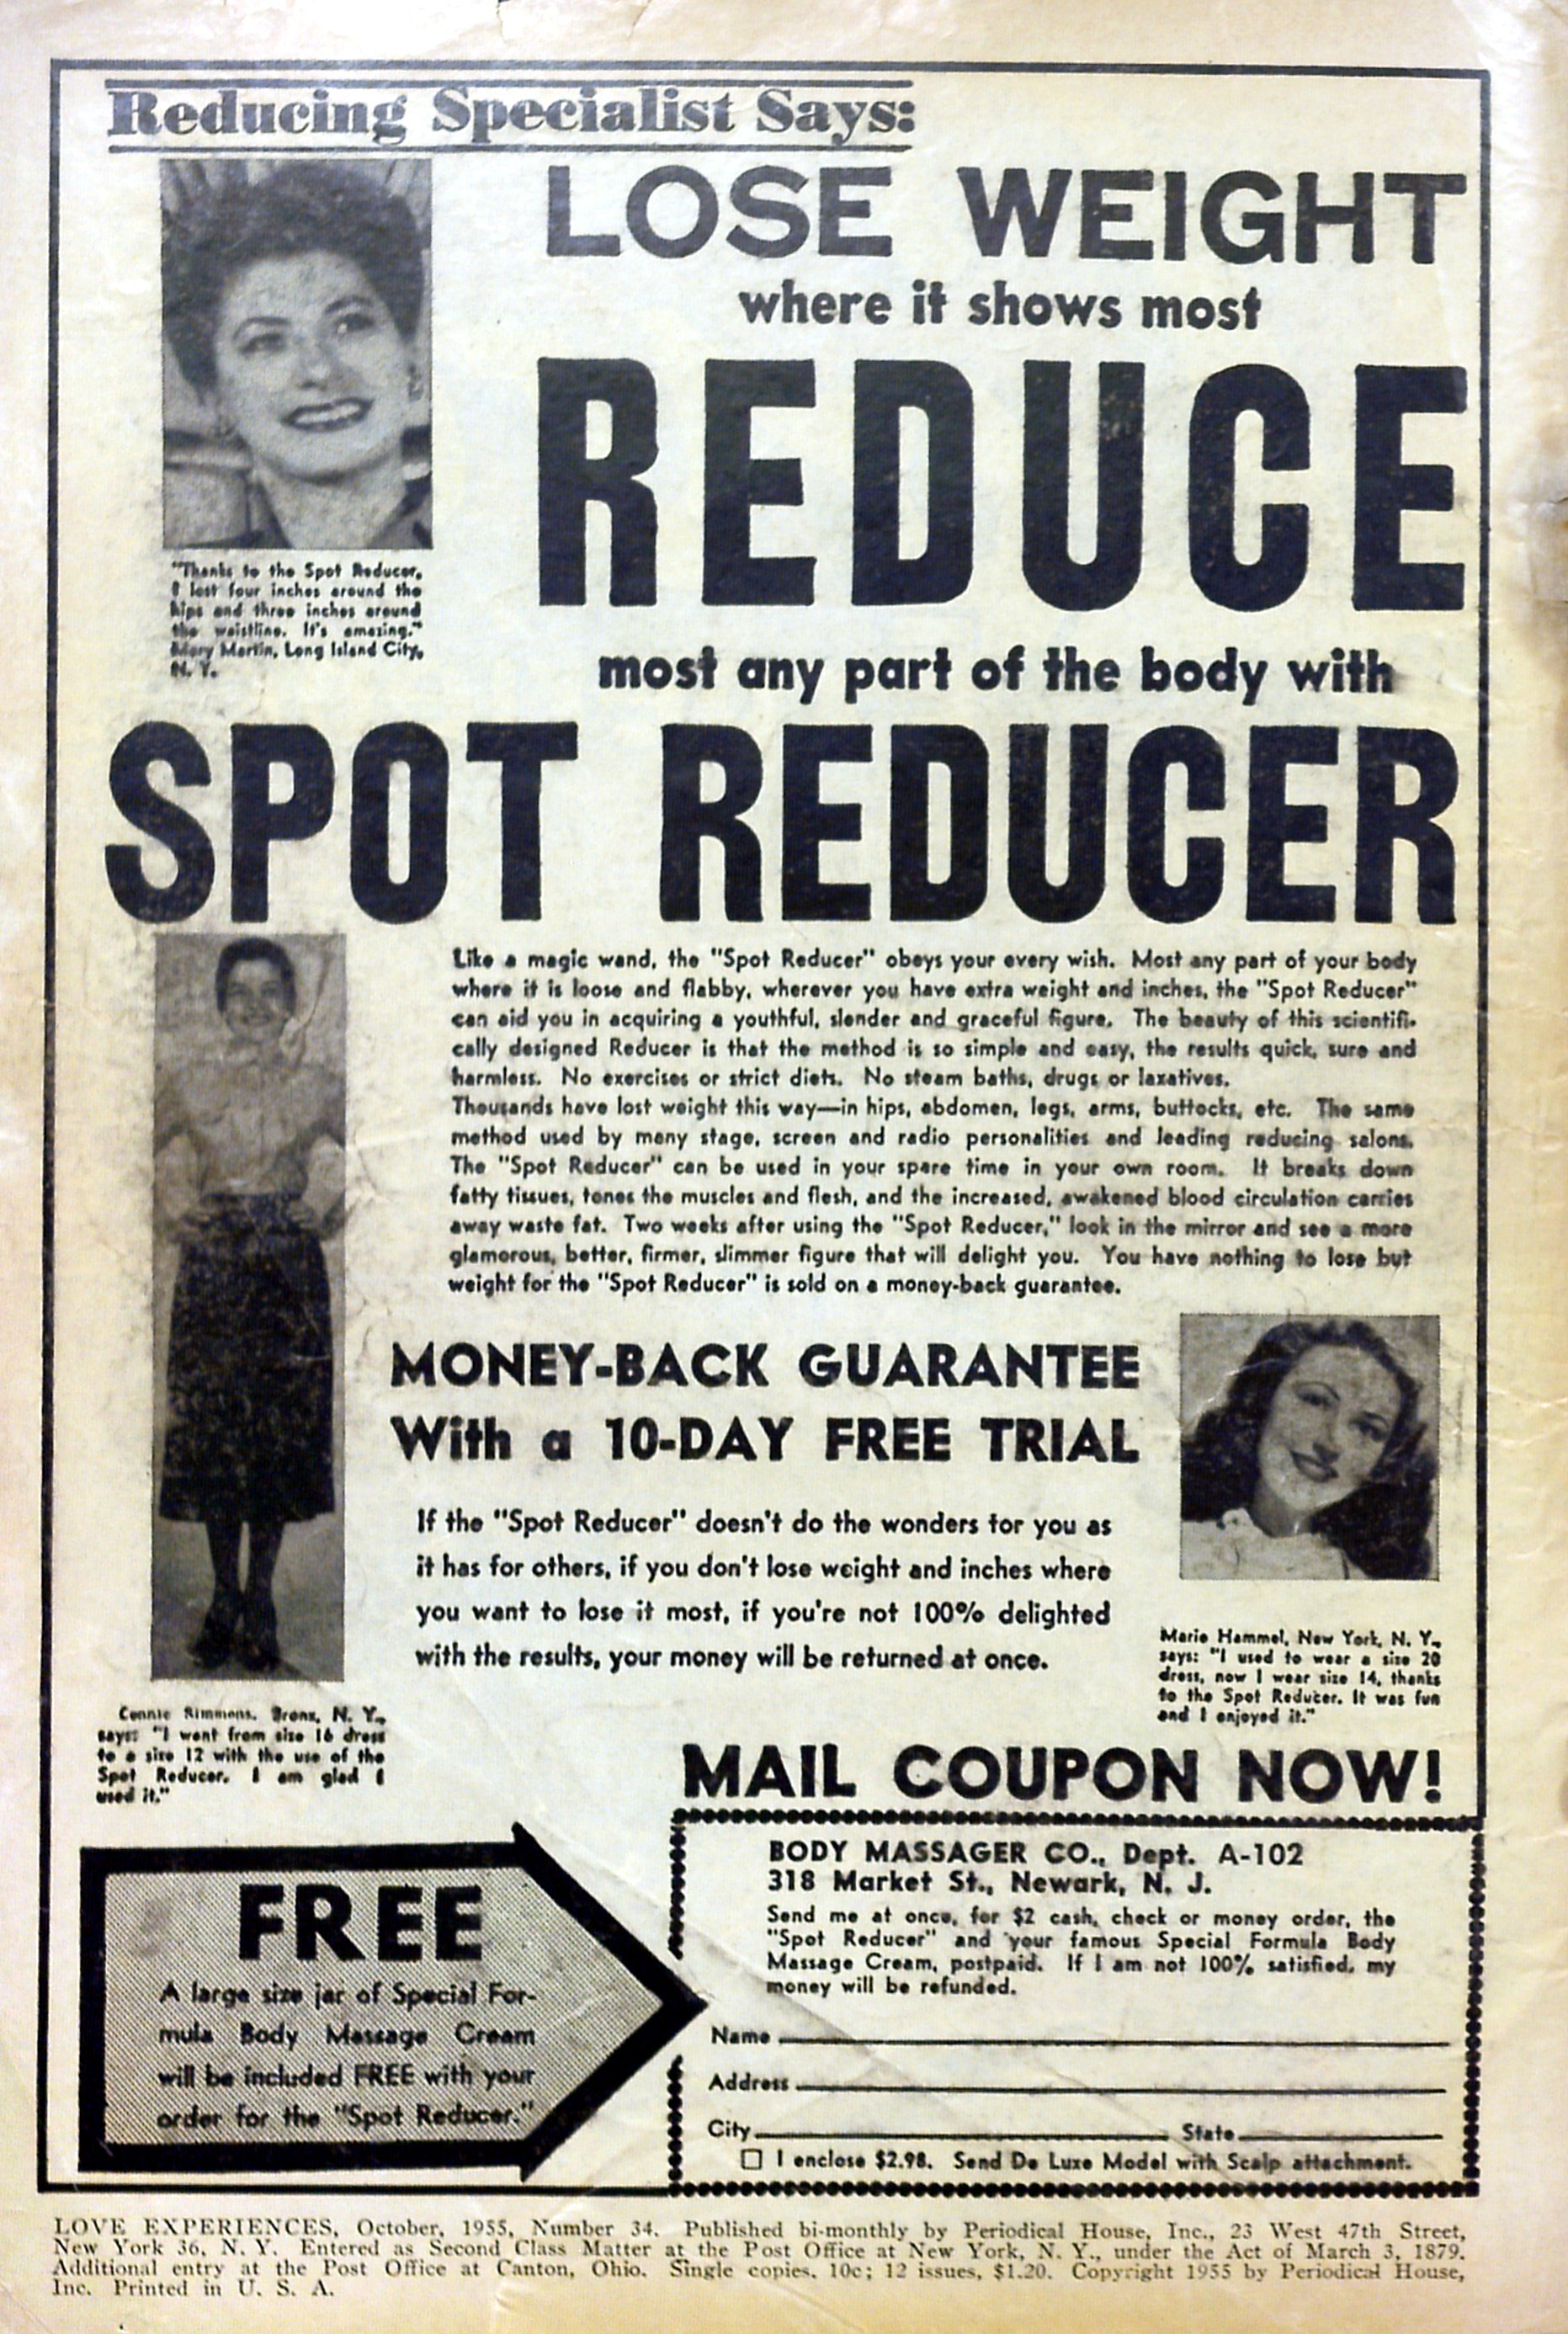 Reducing Specialist Says:
LOSE WEIGHT
where it shows most
REDUCE
most any part of the body with
SPOT REDUCER
"Thanks to the Spot Reducer,
I lost four inches around the
hips and three inches around
the waistline. It's amazing."
Mary Martin, Long Island City,
N. Y.
Like a magic wand, the "Spot Reducer" obeys your every wish. Most any part of your body
where it is loose and flabby, wherever you have extra weight and inches, the "Spot Reducer"
can aid you in acquiring a youthful, slender and graceful figure. The beauty of this scientifi-
cally designed Reducer is that the method is so simple and easy, the results quick, sure and
harmless. No exercises or strict diets. No steam baths, drugs or laxatives.
Thousands have lost weight this way—in hips, abdomen, legs, arms, buttocks, etc. The same
method used by many stage, screen and radio personalities and leading reducing salons.
The "Spot Reducer" can be used in your spare time in your own room. It breaks down
fatty tissues, tones the muscles and flesh, and the increased, awakened blood circulation carries
away waste fat. Two weeks after using the "Spot Reducer," look in the mirror and see a more
glamorous, better, firmer, slimmer figure that will delight you. You have nothing to lose but
weight for the "Spot Reducer" is sold on a money-back guarantee.
MONEY-BACK GUARANTEE
With a 10-DAY FREE TRIAL
If the "Spot Reducer" doesn't do the wonders for you as
it has for others, if you don't lose weight and inches where
you want to lose it most, if you're not 100% delighted
with the results, your money will be returned at once.
Marie Hammel, New York, N. Y.,
says: "I used to wear a size 20
dress, now I wear size 14, thanks
to the Spot Reducer. It was fun
and I enjoyed it."
Connie Simmons, Bronx, N. Y.,
says: "I went from size 16 dress
to a size 12 with the use of the
Spot Reducer. I am glad I
used it."
MAIL COUPON NOW!
FREE
A large size jar of Special For-
mula Body Massage Cream
will be included FREE with your
order for the "Spot Reducer."
BODY MASSAGER CO., Dept. A-102
318 Market St., Newark, N. J.
Send me at once, for $2 cash, check or money order, the
"Spot Reducer" and your famous Special Formula Body
Massage Cream, postpaid. If I am not 100% satisfied, my
money will be refunded.
Name
Address
City State
I enclose $2.98. Send De Luxe Model with Scalp attachment.
LOVE EXPERIENCES, October, 1955, Number 34. Published bi-monthly by Periodical House, Inc., 23 West 47th Street,
New York 36, N. Y. Entered as Second Class Matter at the Post Office at New York, N. Y., under the Act of March 3, 1879.
Additional entry at the Post Office at Canton, Ohio. Single copies, 10c; 12 issues, $1.20. Copyright 1955 by Periodical House,
Inc. Printed in U. S. A.